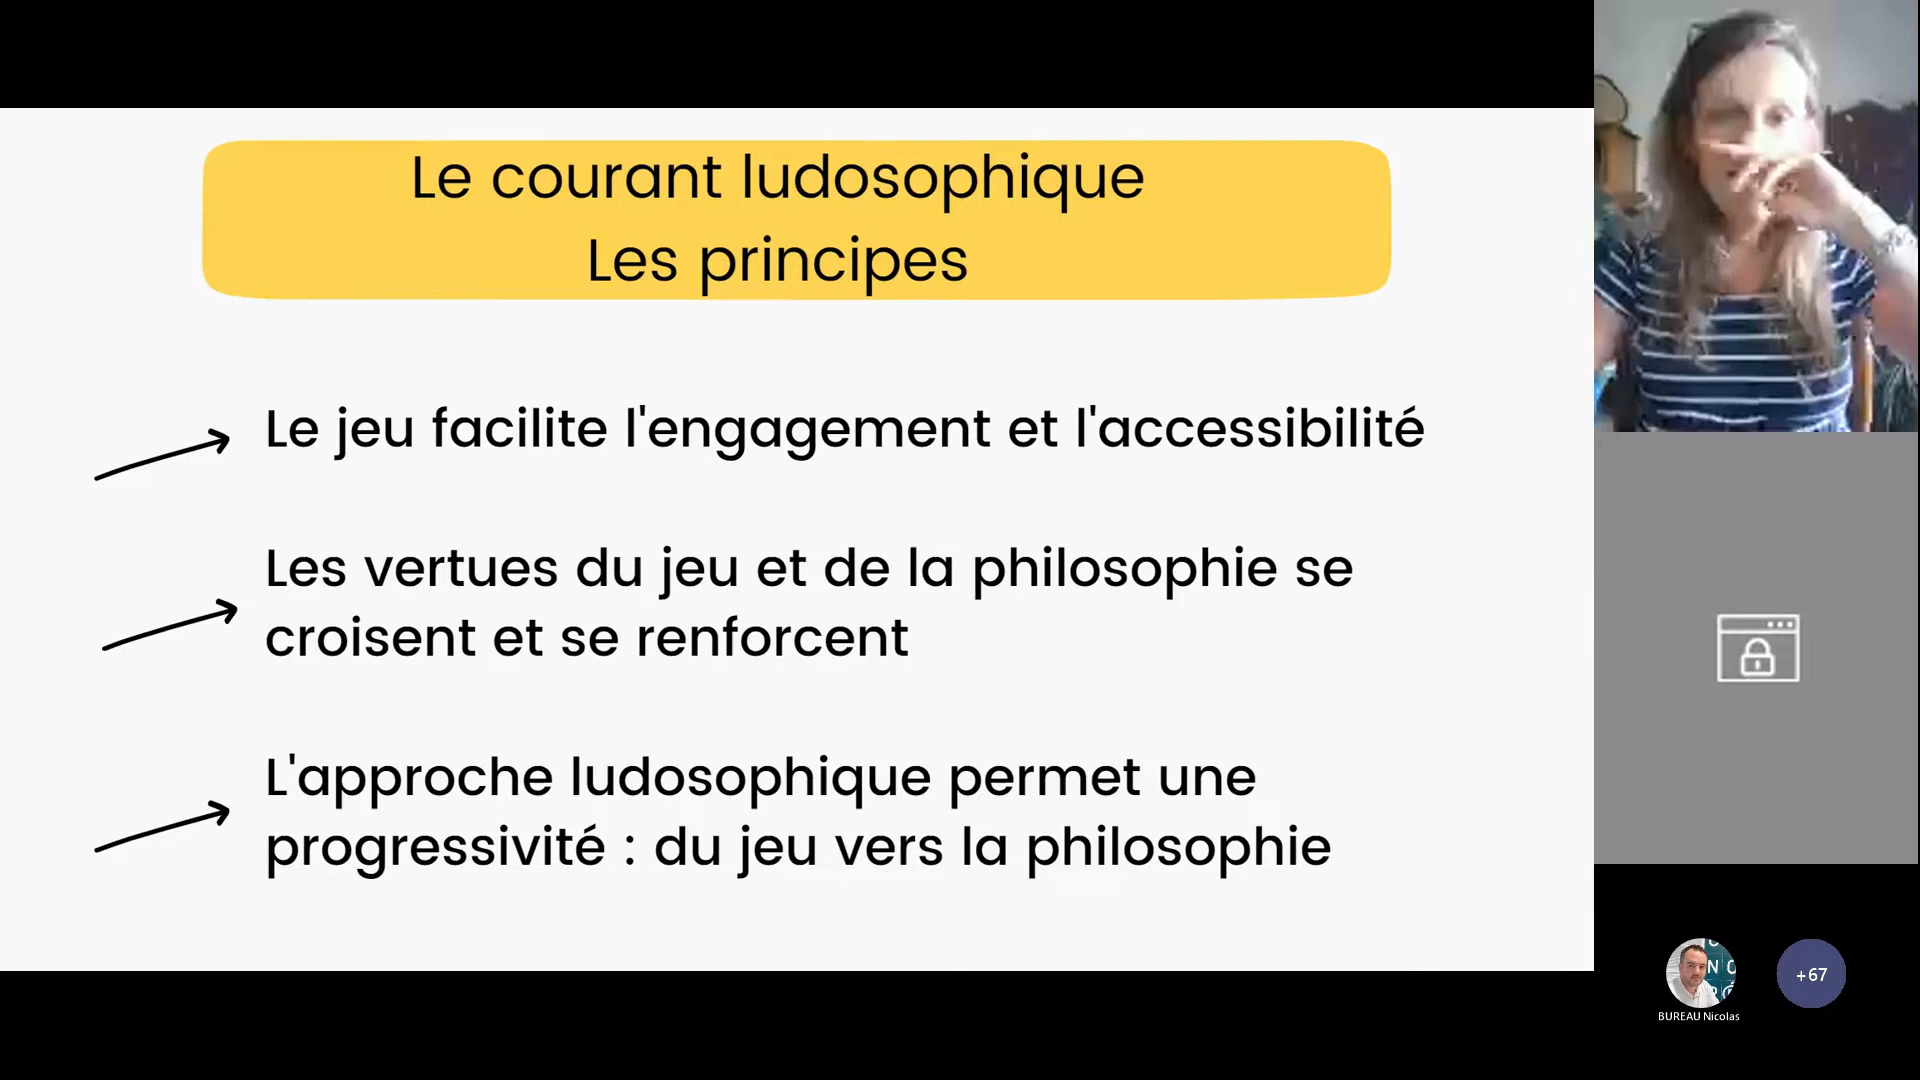 Le courant ludosophique
Les principes
Le jeu facilite l'engagement et l'accessibilité
Les vertues du jeu et de la philosophie se
croisent et se renforcent
L'approche ludosophique permet une
progressivité : du jeu vers la philosophie
+67
BUREAU Nicolas